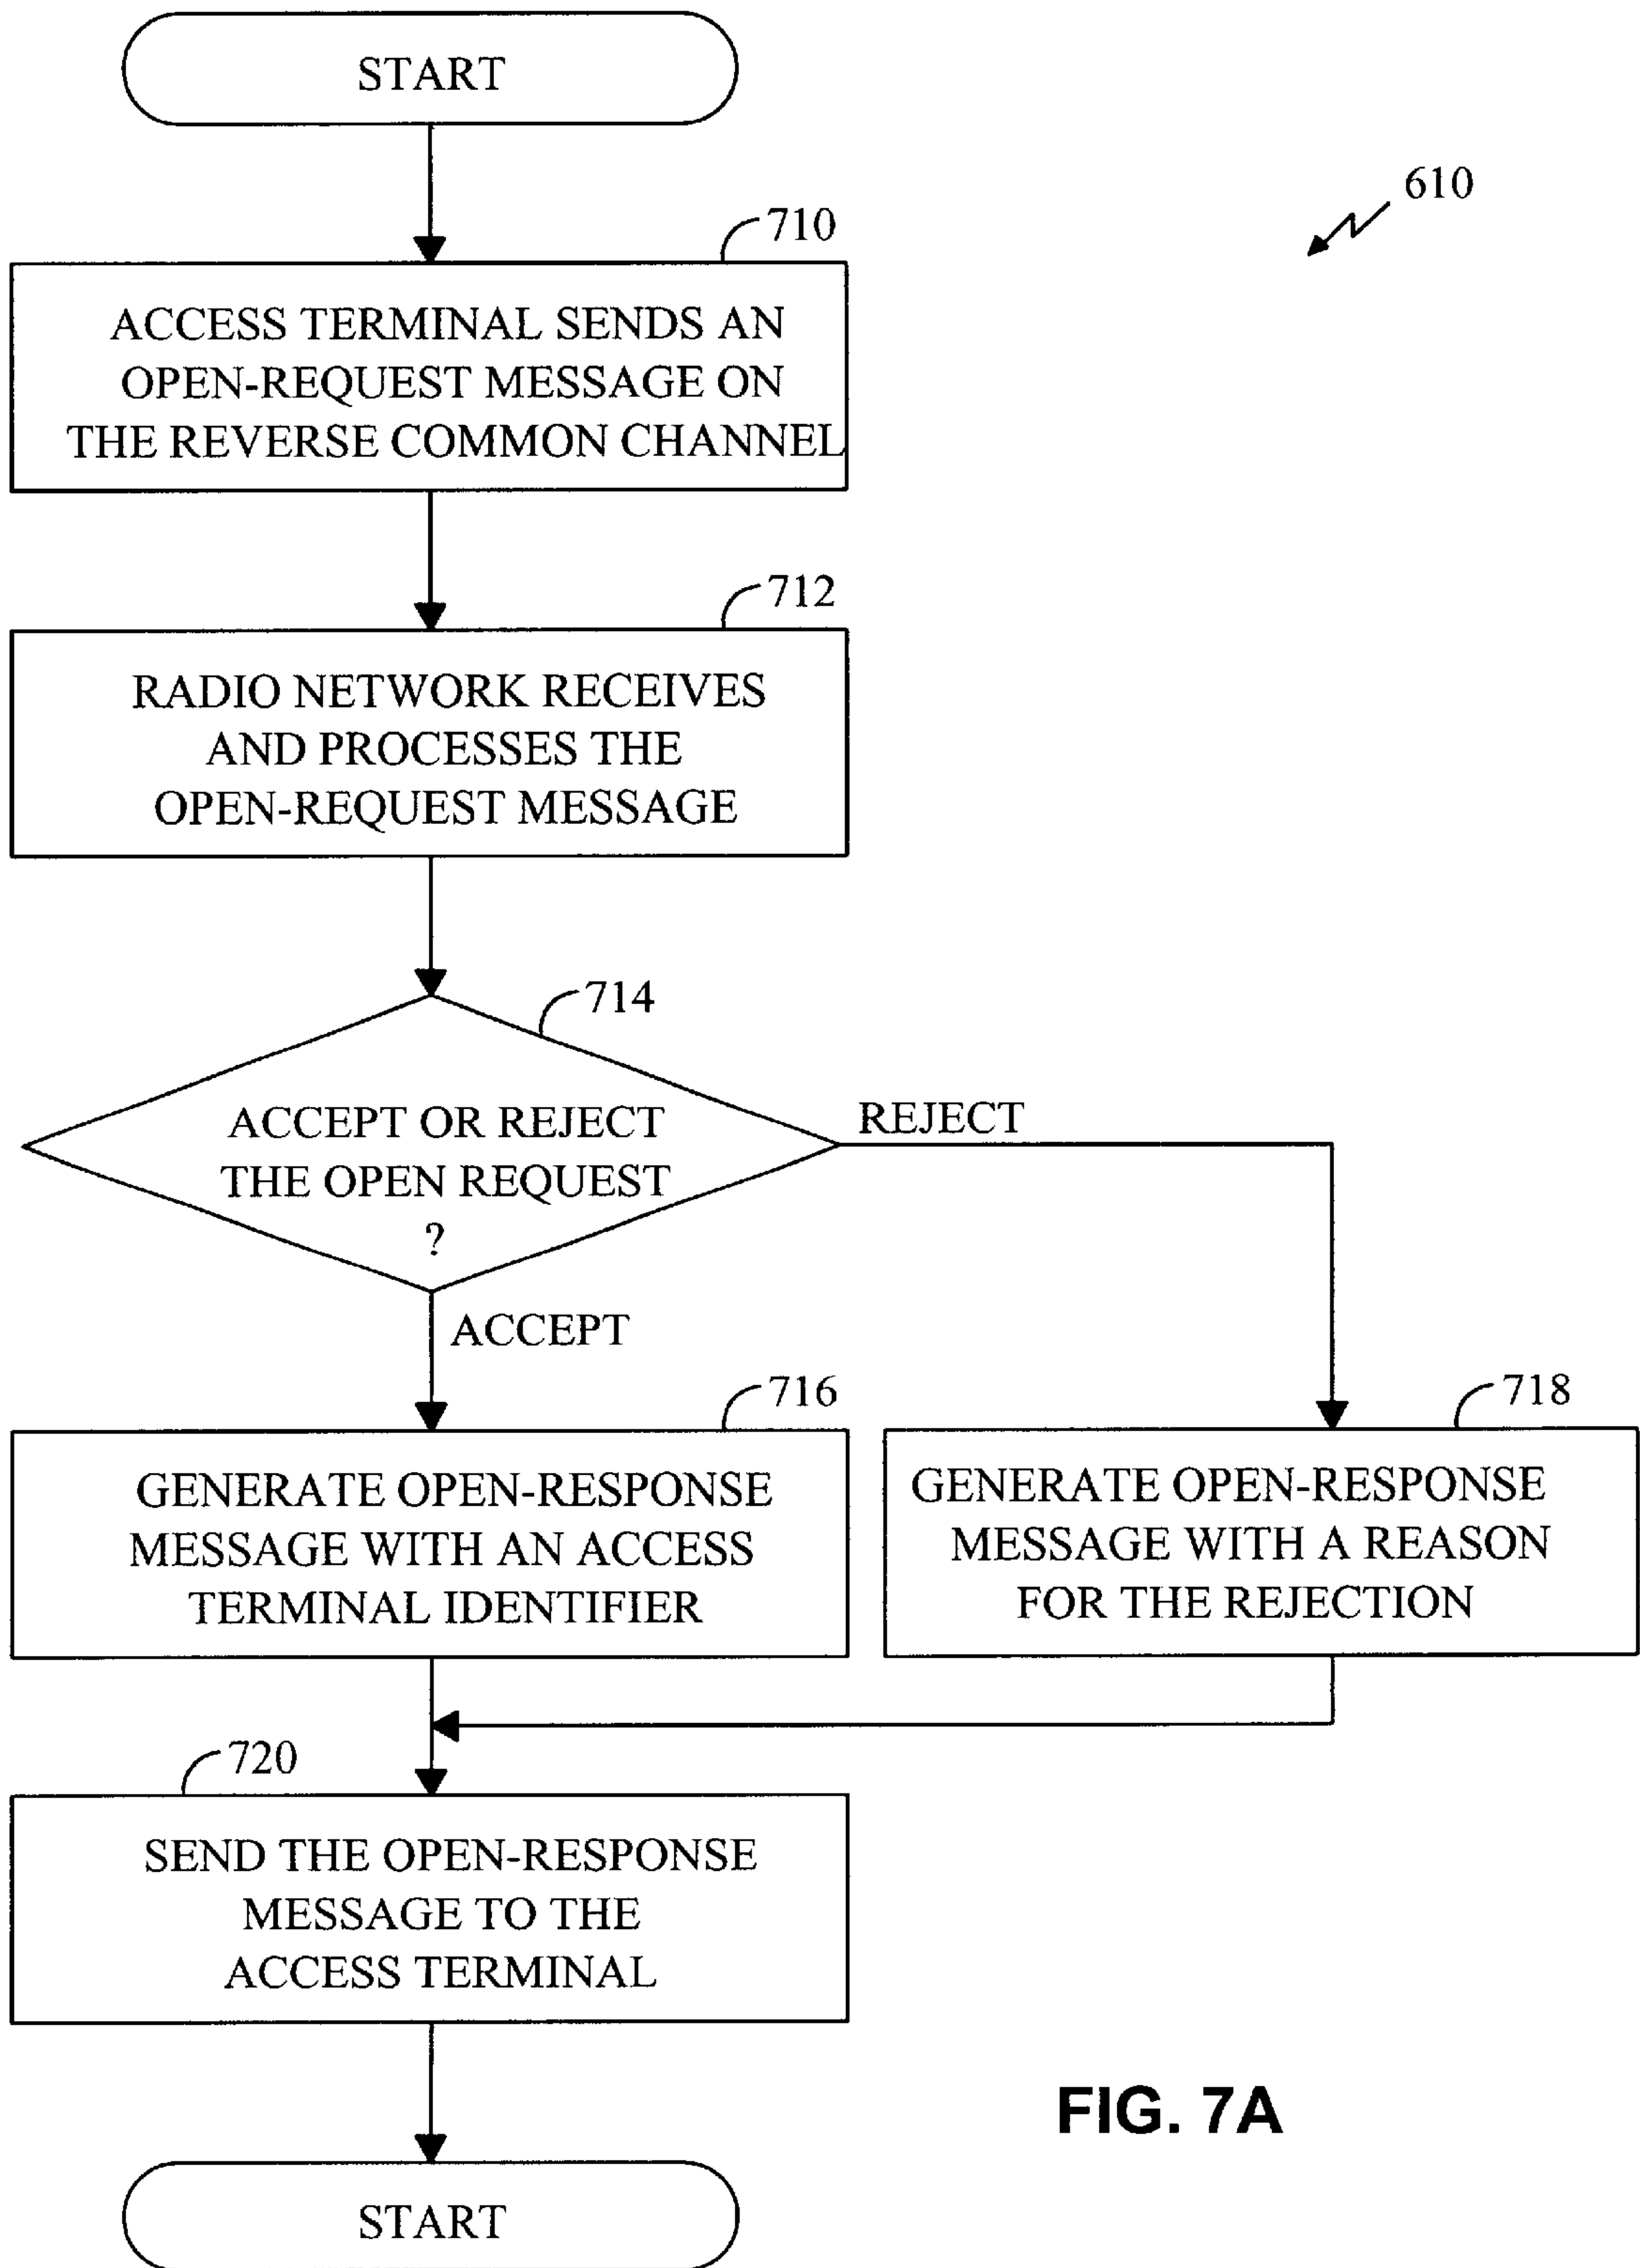 START
610
710
ACCESS TERMINAL SENDS AN
OPEN-REQUEST MESSAGE ON
THE REVERSE COMMON CHANNEL
712
RADIO NETWORK RECEIVES
AND PROCESSES THE
OPEN-REQUEST MESSAGE
714
ACCEPT OR REJECT
THE OPEN REQUEST
?
REJECT
ACCEPT
716
GENERATE OPEN-RESPONSE
MESSAGE WITH AN ACCESS
TERMINAL IDENTIFIER
718
GENERATE OPEN-RESPONSE
MESSAGE WITH A REASON
FOR THE REJECTION
720
SEND THE OPEN-RESPONSE
MESSAGE TO THE
ACCESS TERMINAL
FIG. 7A
START